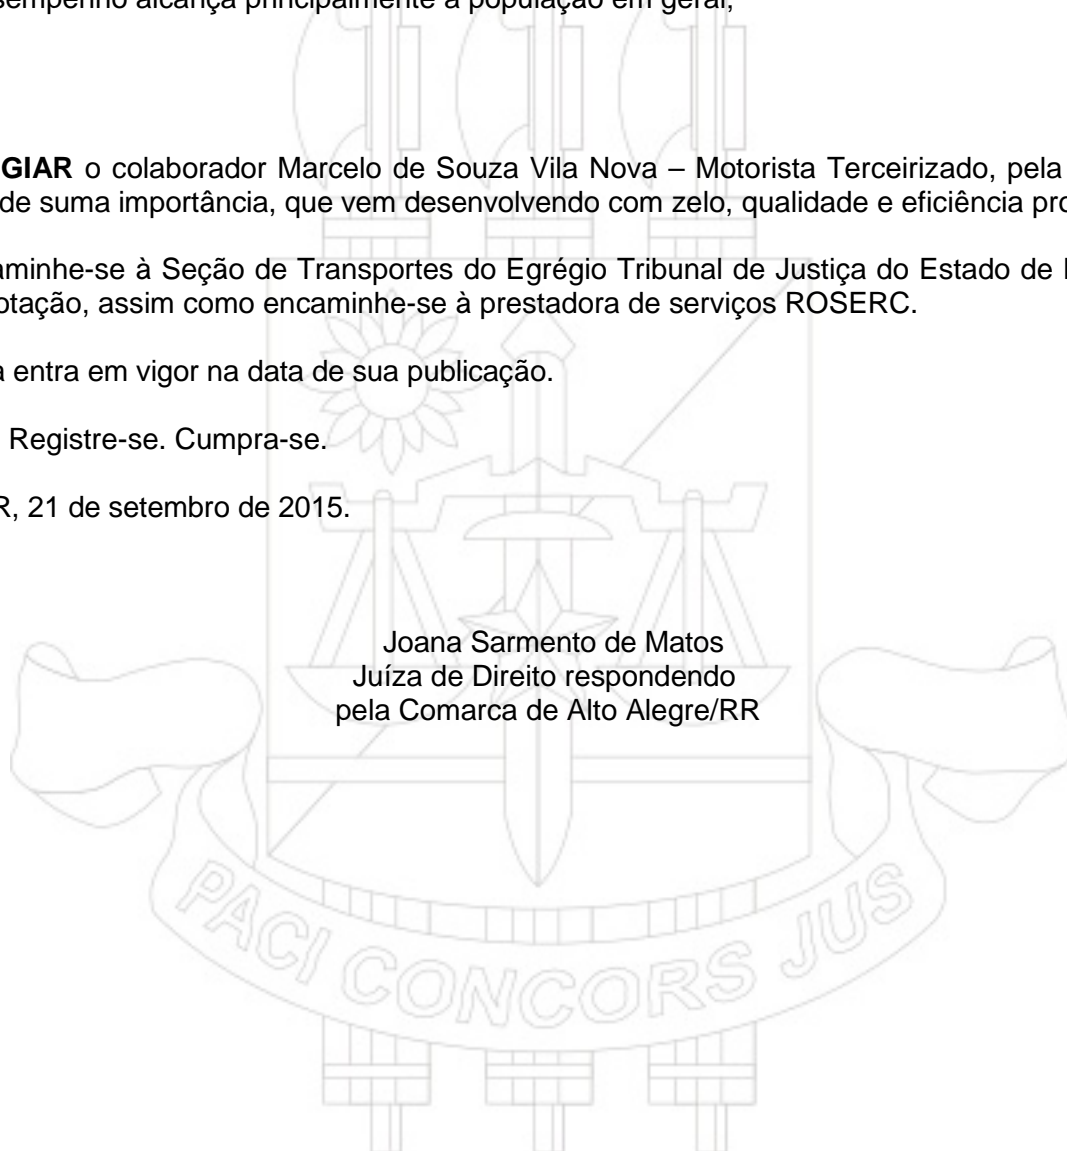 sempenho alcança principalmente a população em geral,
GIAR o colaborador Marcelo de Souza Vila Nova – Motorista Terceirizado, pela
de suma importância, que vem desenvolvendo com zelo, qualidade e eficiência pro
aminhe-se à Seção de Transportes do Egrégio Tribunal de Justiça do Estado de
otação, assim como encaminhe-se à prestadora de serviços ROSERC.
a entra em vigor na data de sua publicação.
Registre-se. Cumpra-se.
R, 21 de setembro de 2015.
Joana Sarmento de Matos
Juíza de Direito respondendo
pela Comarca de Alto Alegre/RR
PACI CONCORS JUS